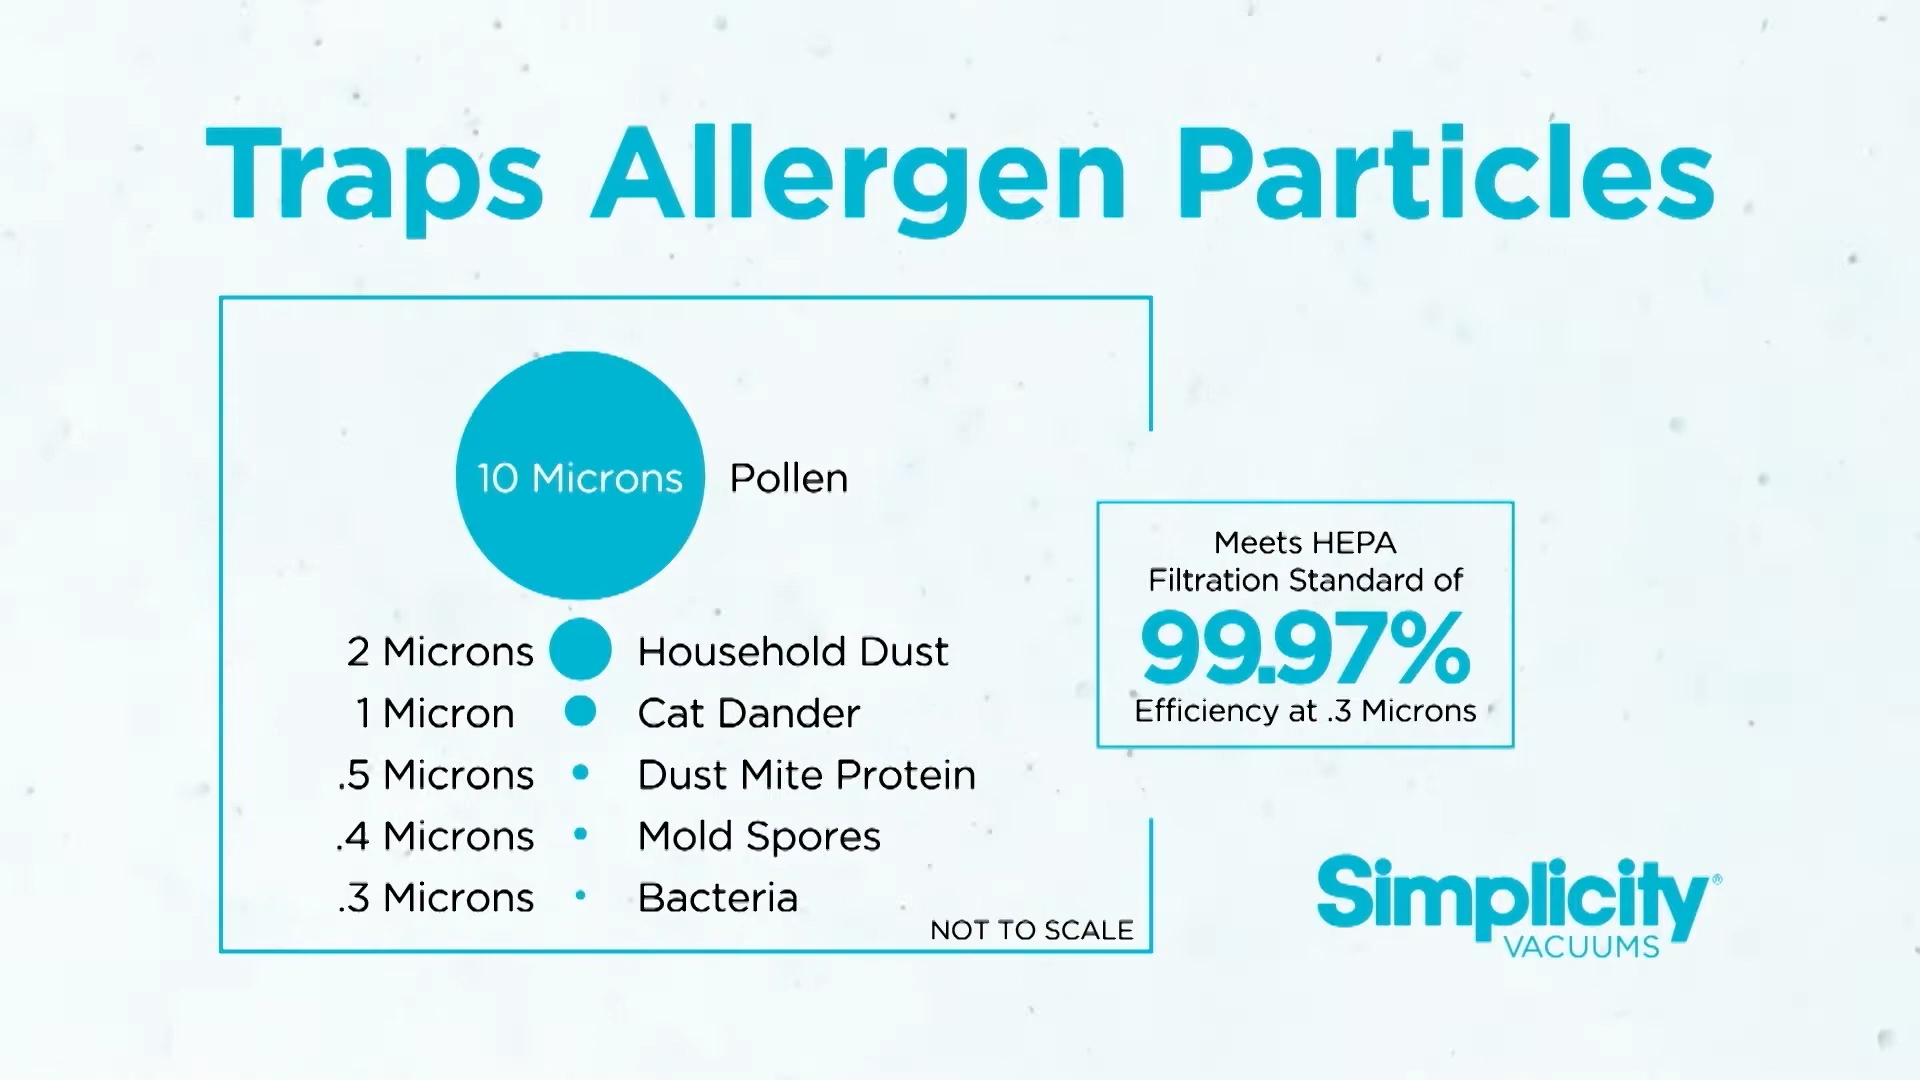 Traps Allergen Particles
10 Microns Pollen
2 Microns Household Dust
1 Micron Cat Dander
.5 Microns Dust Mite Protein
.4 Microns Mold Spores
.3 Microns Bacteria
NOT TO SCALE
Meets HEPA
Filtration Standard of
99.97%
Efficiency at .3 Microns
Simplicity®
VACUUMS